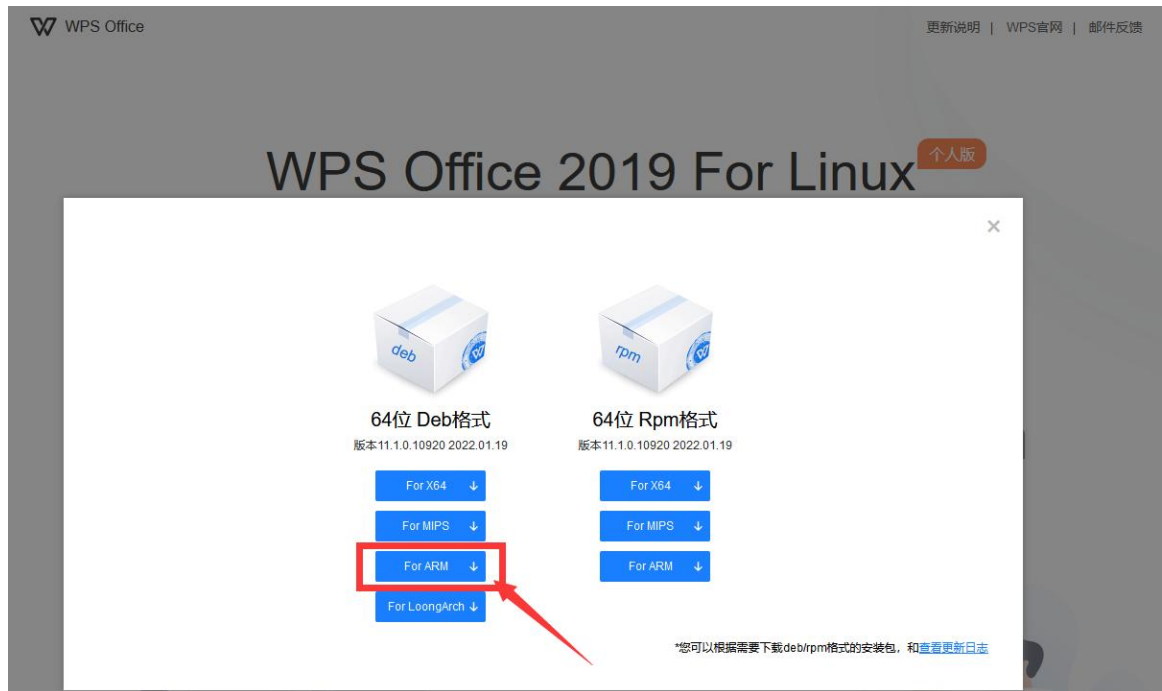 WPS Office
更新说明 | WPS官网 | 邮件反馈
WPS Office 2019 For Linux
个人版
×
deb
rpm
64位 Deb格式
64位 Rpm格式
版本11.1.0.10920 2022.01.19
版本11.1.0.10920 2022.01.19
For X64 ↓
For X64 ↓
For MIPS ↓
For MIPS ↓
For ARM ↓
For ARM ↓
For LoongArch ↓
*您可以根据需要下载deb/rpm格式的安装包，和查看更新日志